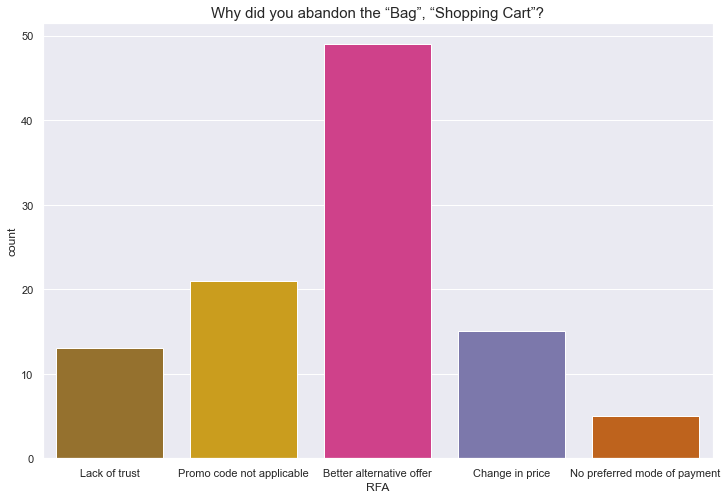 Why did you abandon the “Bag”, “Shopping Cart”?
50
40
30
20
10
0
count
Lack of trust
Promo code not applicable
Better alternative offer
Change in price
No preferred mode of payment
RFA